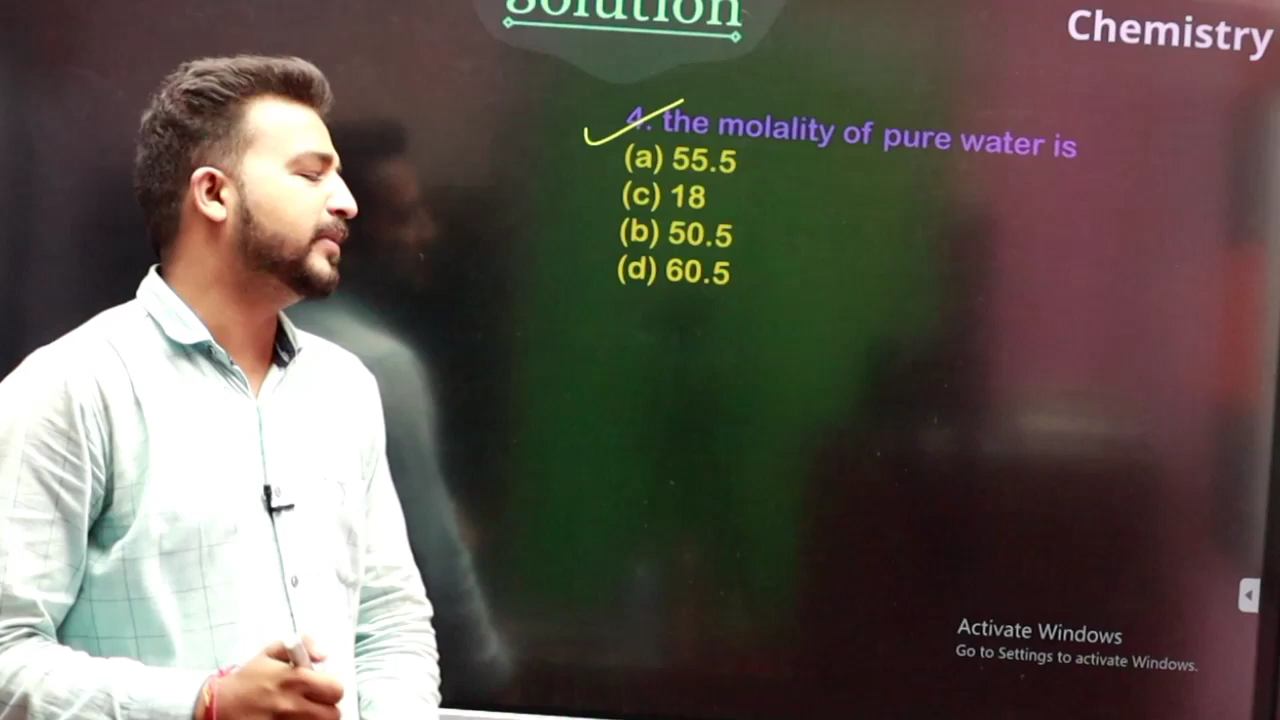 solution
Chemistry
4. the molality of pure water is
(a) 55.5
(c) 18
(b) 50.5
(d) 60.5
Activate Windows
Go to Settings to activate Windows.